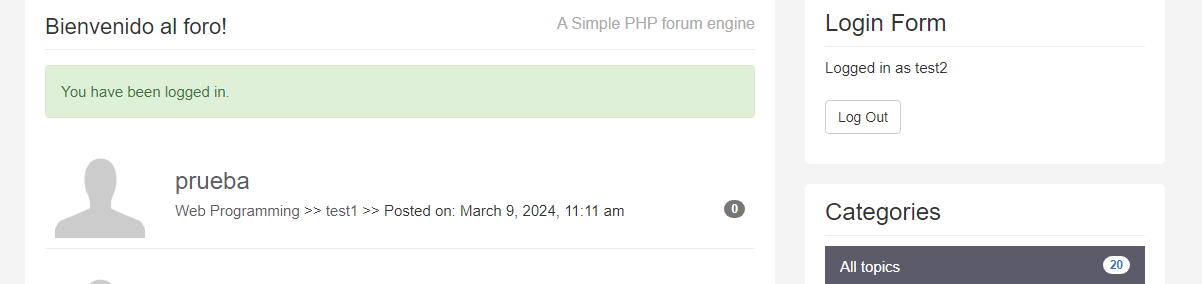 Bienvenido al foro!
A Simple PHP forum engine
You have been logged in.
prueba
Web Programming >> test1 >> Posted on: March 9, 2024, 11:11 am
0
Login Form
Logged in as test2
Log Out
Categories
All topics
20